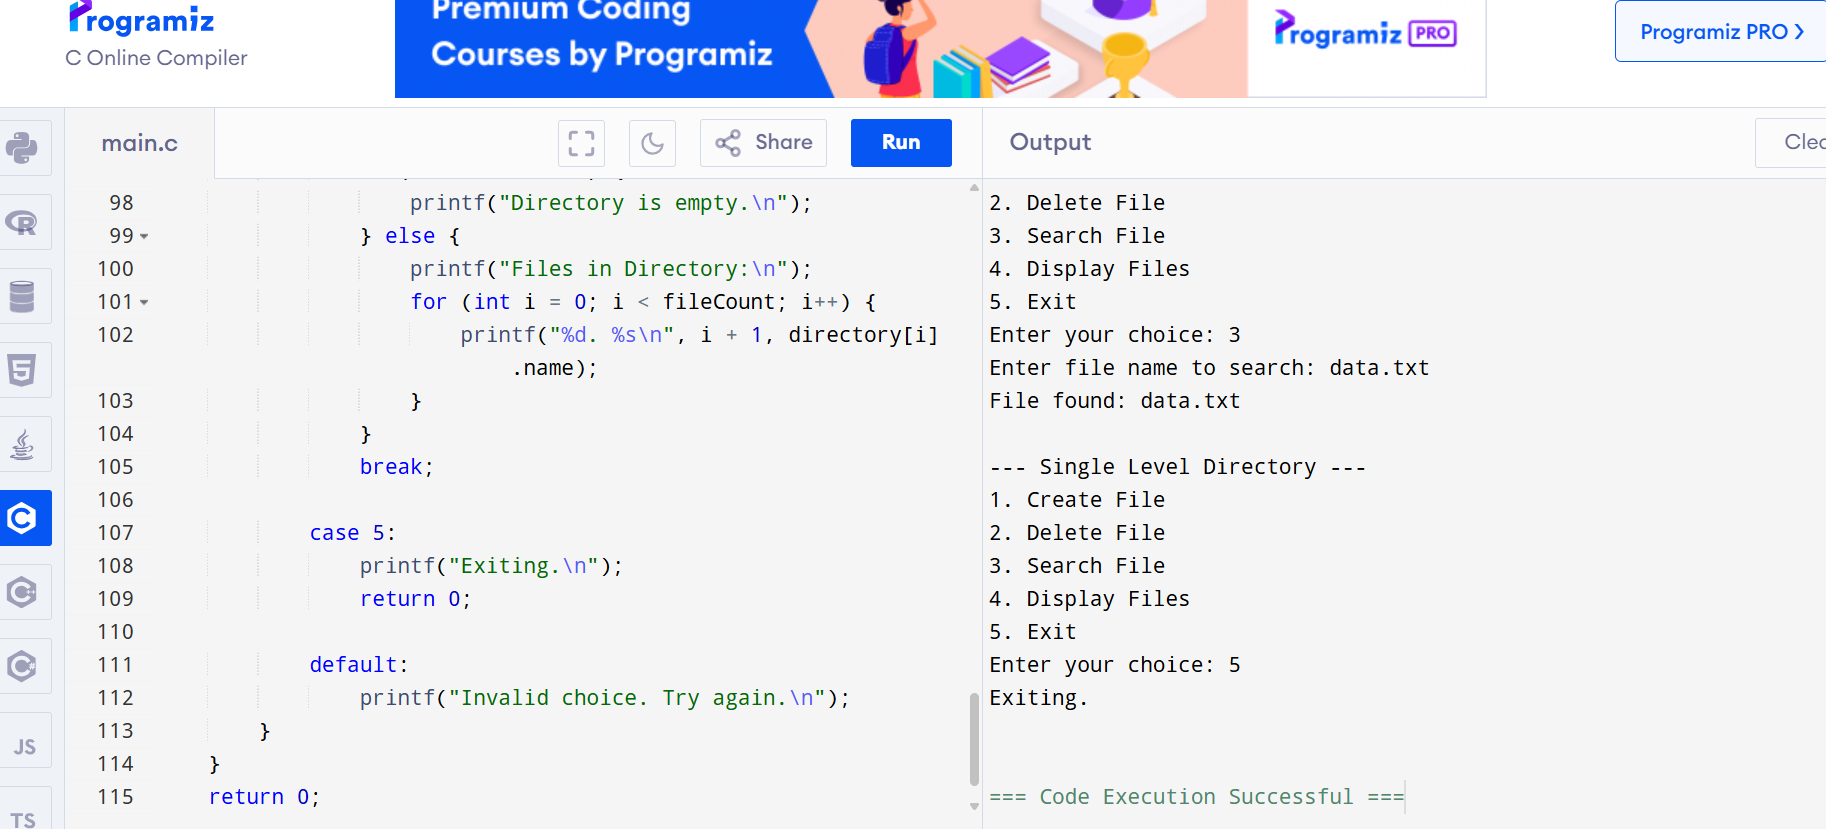 Programiz
C Online Compiler
Premium Coding
Courses by Programiz
Programiz PRO
Programiz PRO ❯
main.c
Share
Run
Output
98 printf("Directory is empty.\n");
99 } else {
100 printf("Files in Directory:\n");
101 for (int i = 0; i < fileCount; i++) {
102 printf("%d. %s\n", i + 1, directory[i]
.name);
103 }
104 }
105 break;
106
107 case 5:
108 printf("Exiting.\n");
109 return 0;
110
111 default:
112 printf("Invalid choice. Try again.\n");
113 }
114 }
115 return 0;
2. Delete File
3. Search File
4. Display Files
5. Exit
Enter your choice: 3
Enter file name to search: data.txt
File found: data.txt
--- Single Level Directory ---
1. Create File
2. Delete File
3. Search File
4. Display Files
5. Exit
Enter your choice: 5
Exiting.
=== Code Execution Successful ===
R
5
C
C
C#
JS
TS